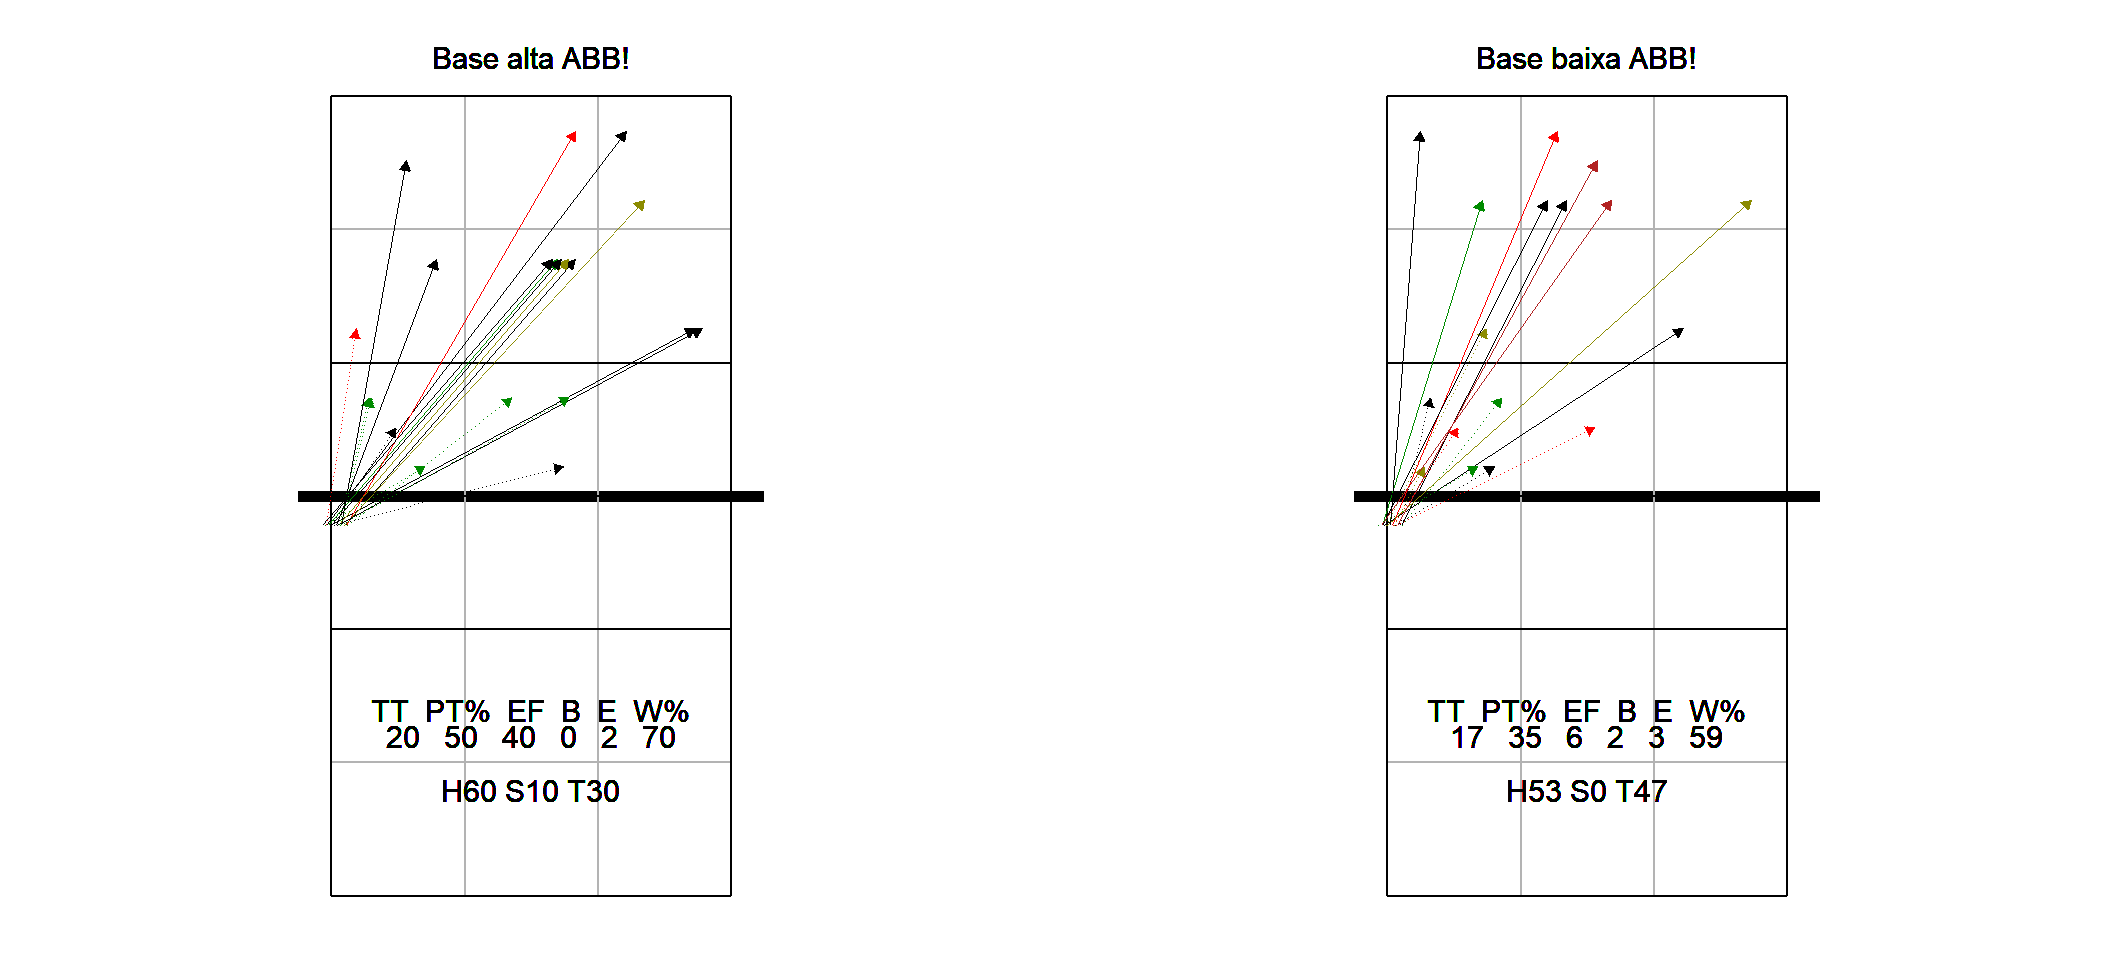 Base alta ABB!
TT PT% EF B E W%
20 50 40 0 2 70
H60 S10 T30
Base baixa ABB!
TT PT% EF B E W%
17 35 6 2 3 59
H53 S0 T47